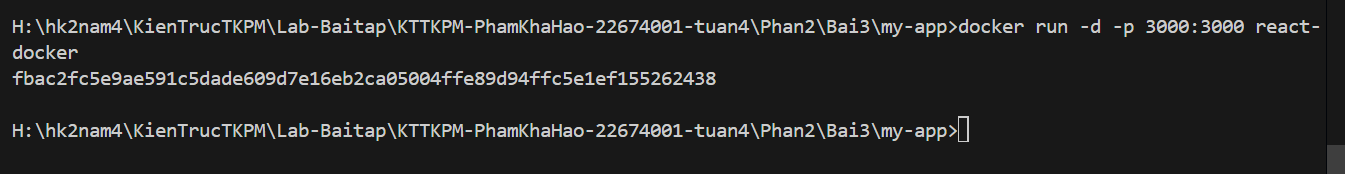 H:\hk2nam4\KienTrucTKPM\Lab-Baitap\KTTKPM-PhamKhaHao-22674001-tuan4\Phan2\Bai3\my-app>docker run -d -p 3000:3000 react-
docker
fbac2fc5e9ae591c5dade609d7e16eb2ca05004ffe89d94ffc5e1ef155262438
H:\hk2nam4\KienTrucTKPM\Lab-Baitap\KTTKPM-PhamKhaHao-22674001-tuan4\Phan2\Bai3\my-app>